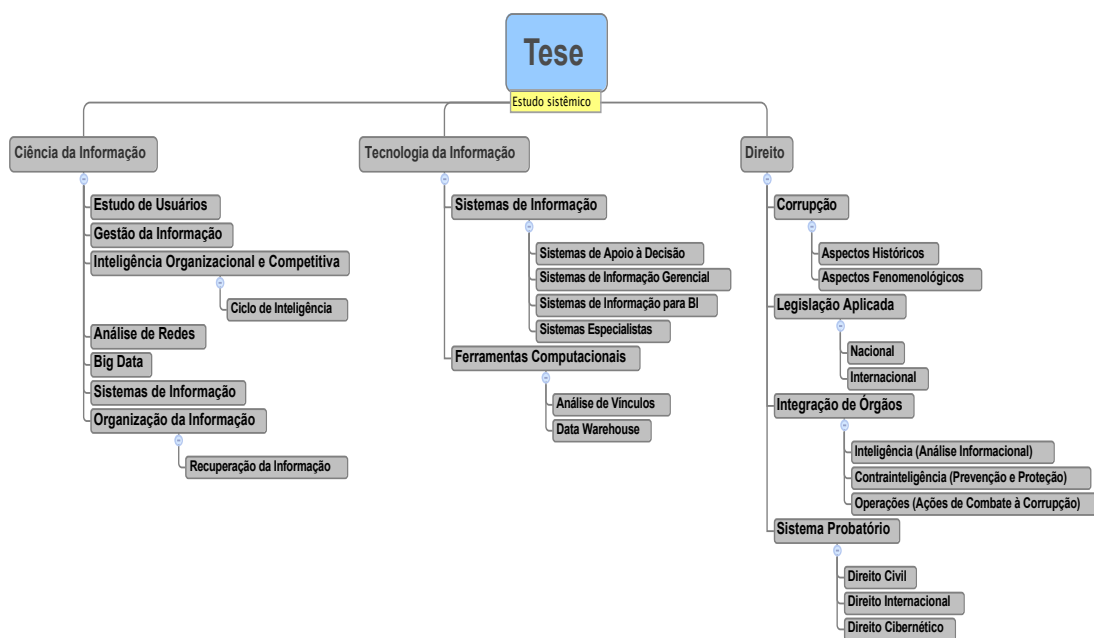 Tese
Estudo sistêmico
Ciência da Informação
Estudo de Usuários
Gestão da Informação
Inteligência Organizacional e Competitiva
Ciclo de Inteligência
Análise de Redes
Big Data
Sistemas de Informação
Organização da Informação
Recuperação da Informação
Tecnologia da Informação
Sistemas de Informação
Sistemas de Apoio à Decisão
Sistemas de Informação Gerencial
Sistemas de Informação para BI
Sistemas Especialistas
Ferramentas Computacionais
Análise de Vínculos
Data Warehouse
Direito
Corrupção
Aspectos Históricos
Aspectos Fenomenológicos
Legislação Aplicada
Nacional
Internacional
Integração de Órgãos
Inteligência (Análise Informacional)
Contrainteligência (Prevenção e Proteção)
Operações (Ações de Combate à Corrupção)
Sistema Probatório
Direito Civil
Direito Internacional
Direito Cibernético